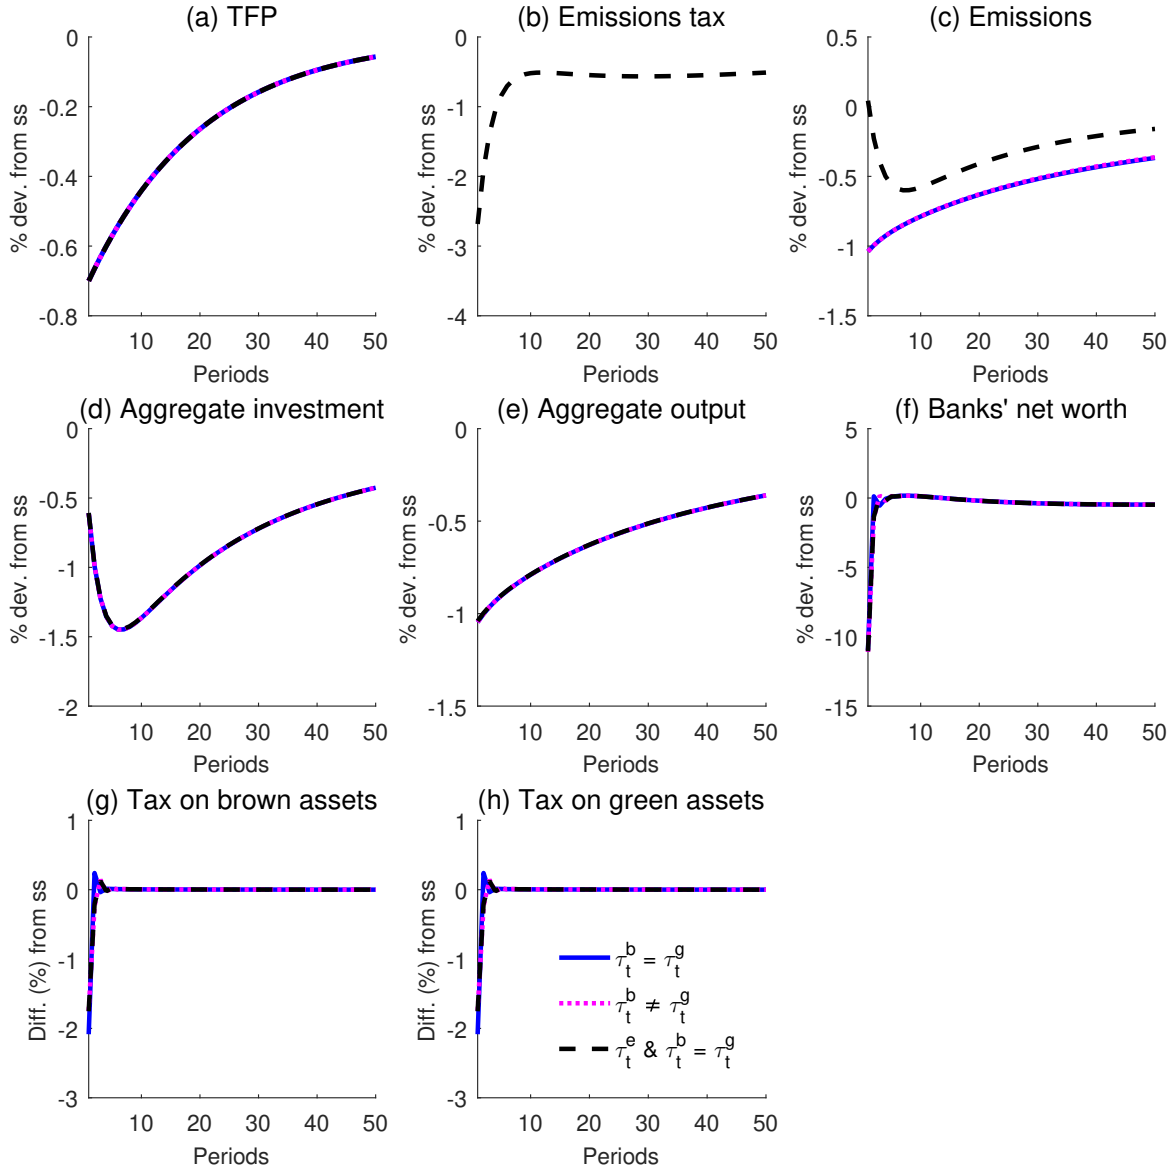 (a) TFP
(b) Emissions tax
(c) Emissions
% dev. from ss
0
-0.2
-0.4
-0.6
-0.8
10 20 30 40 50
Periods
% dev. from ss
0
-1
-2
-3
-4
10 20 30 40 50
Periods
% dev. from ss
0.5
0
-0.5
-1
-1.5
10 20 30 40 50
Periods
(d) Aggregate investment
(e) Aggregate output
(f) Banks' net worth
% dev. from ss
0
-0.5
-1
-1.5
-2
10 20 30 40 50
Periods
% dev. from ss
0
-0.5
-1
-1.5
10 20 30 40 50
Periods
% dev. from ss
5
0
-5
-10
-15
10 20 30 40 50
Periods
(g) Tax on brown assets
(h) Tax on green assets
Diff. (%) from ss
1
0
-1
-2
-3
10 20 30 40 50
Periods
Diff. (%) from ss
1
0
-1
-2
-3
10 20 30 40 50
Periods
τ_t^b = τ_t^g
τ_t^b ≠ τ_t^g
τ_t^e & τ_t^b = τ_t^g